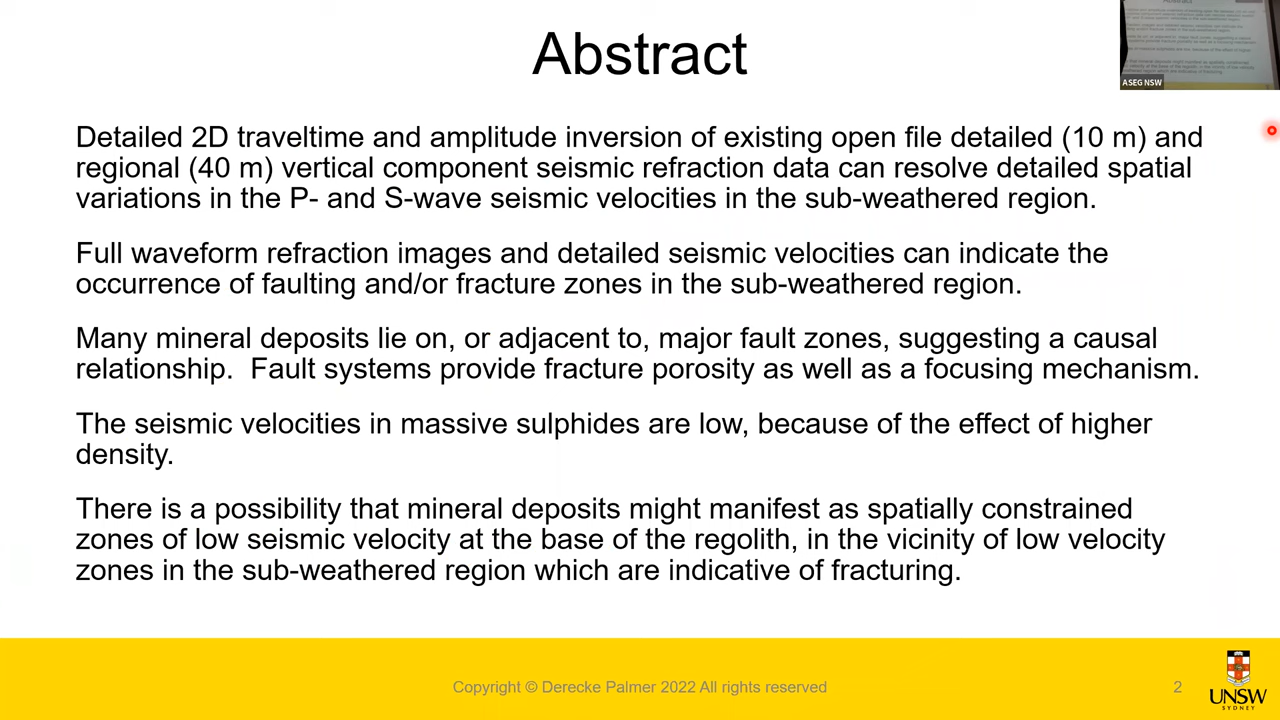 Abstract
ASEG NSW
Detailed 2D traveltime and amplitude inversion of existing open file detailed (10 m) and
regional (40 m) vertical component seismic refraction data can resolve detailed spatial
variations in the P- and S-wave seismic velocities in the sub-weathered region.
Full waveform refraction images and detailed seismic velocities can indicate the
occurrence of faulting and/or fracture zones in the sub-weathered region.
Many mineral deposits lie on, or adjacent to, major fault zones, suggesting a causal
relationship.  Fault systems provide fracture porosity as well as a focusing mechanism.
The seismic velocities in massive sulphides are low, because of the effect of higher
density.
There is a possibility that mineral deposits might manifest as spatially constrained
zones of low seismic velocity at the base of the regolith, in the vicinity of low velocity
zones in the sub-weathered region which are indicative of fracturing.
Copyright © Derecke Palmer 2022 All rights reserved
2
UNSW
SYDNEY